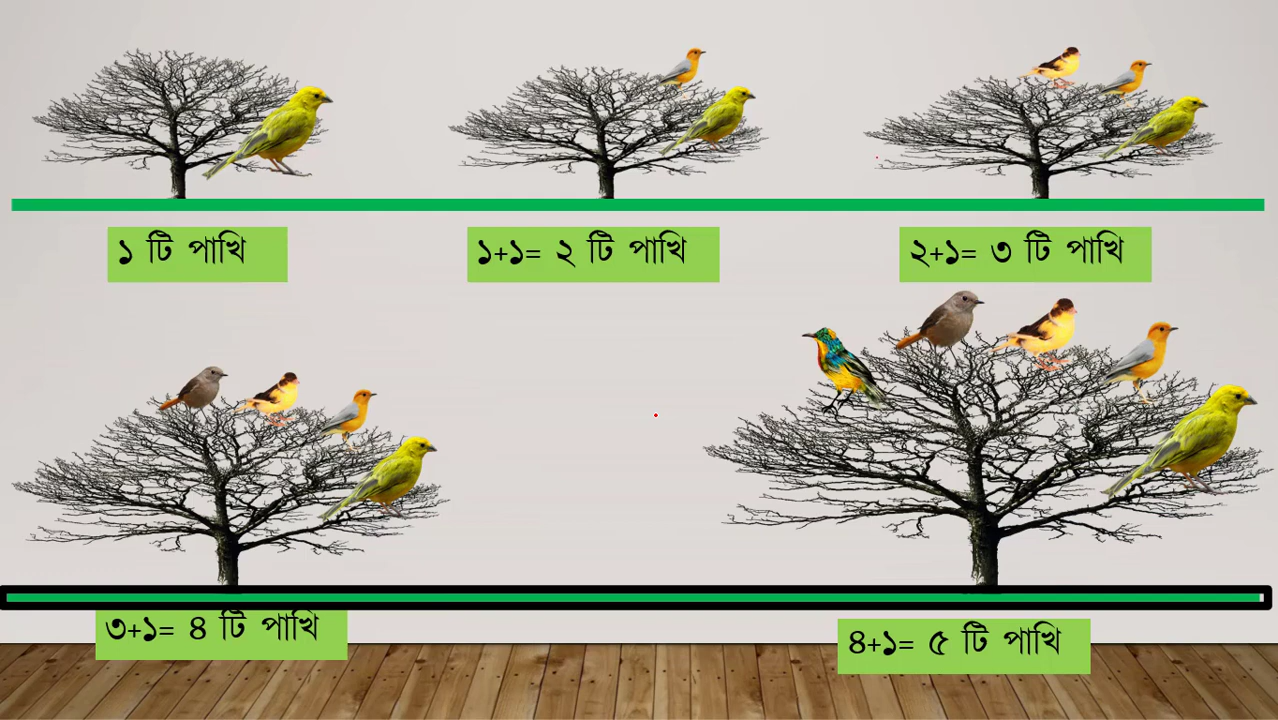 ১ টি পাখি
১+১= ২ টি পাখি
২+১= ৩ টি পাখি
৩+১= ৪ টি পাখি
৪+১= ৫ টি পাখি